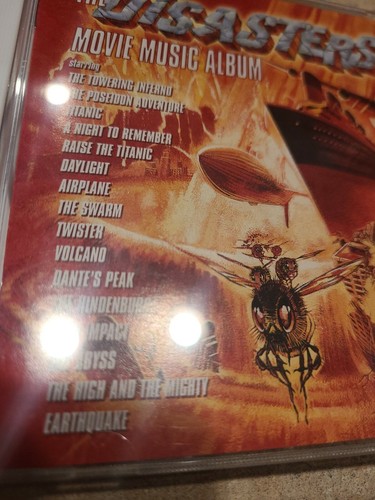 THE
DISASTERS
MOVIE MUSIC ALBUM
starring
THE TOWERING INFERNO
THE POSEIDON ADVENTURE
TITANIC
A NIGHT TO REMEMBER
RAISE THE TITANIC
DAYLIGHT
AIRPLANE
THE SWARM
TWISTER
VOLCANO
DANTE'S PEAK
HINDENBURG
IMPACT
ABYSS
THE HIGH AND THE MIGHTY
EARTHQUAKE